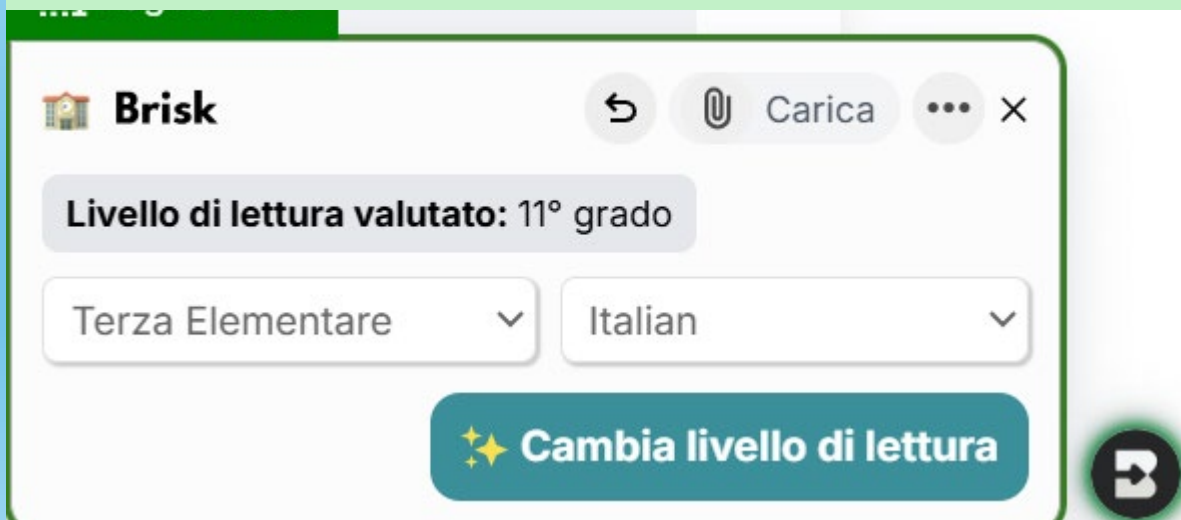 Brisk
Carica
Livello di lettura valutato: 11° grado
Terza Elementare
Italian
Cambia livello di lettura